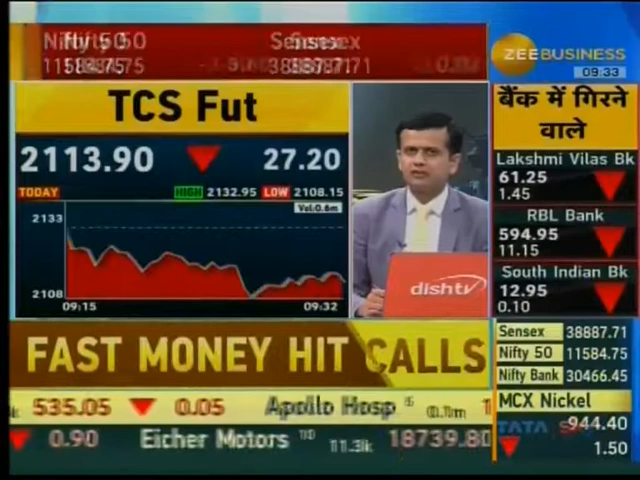 Nifty 50
Sensex
ZEE BUSINESS
09:33
TCS Fut
2113.90 27.20
TODAY HIGH 2132.95 LOW 2108.15
Vol:0.6m
2133
2108
09:15 09:32
dishtv
बैंक में गिरने
वाले
Lakshmi Vilas Bk
61.25
1.45
RBL Bank
594.95
11.15
South Indian Bk
12.95
0.10
FAST MONEY HIT CALLS
Sensex 38887.71
Nifty 50 11584.75
Nifty Bank 30466.45
MCX Nickel
944.40
TATA
1.50
535.05 0.05 Apollo Hosp
0.90 Eicher Motors 11.3k 18739.80